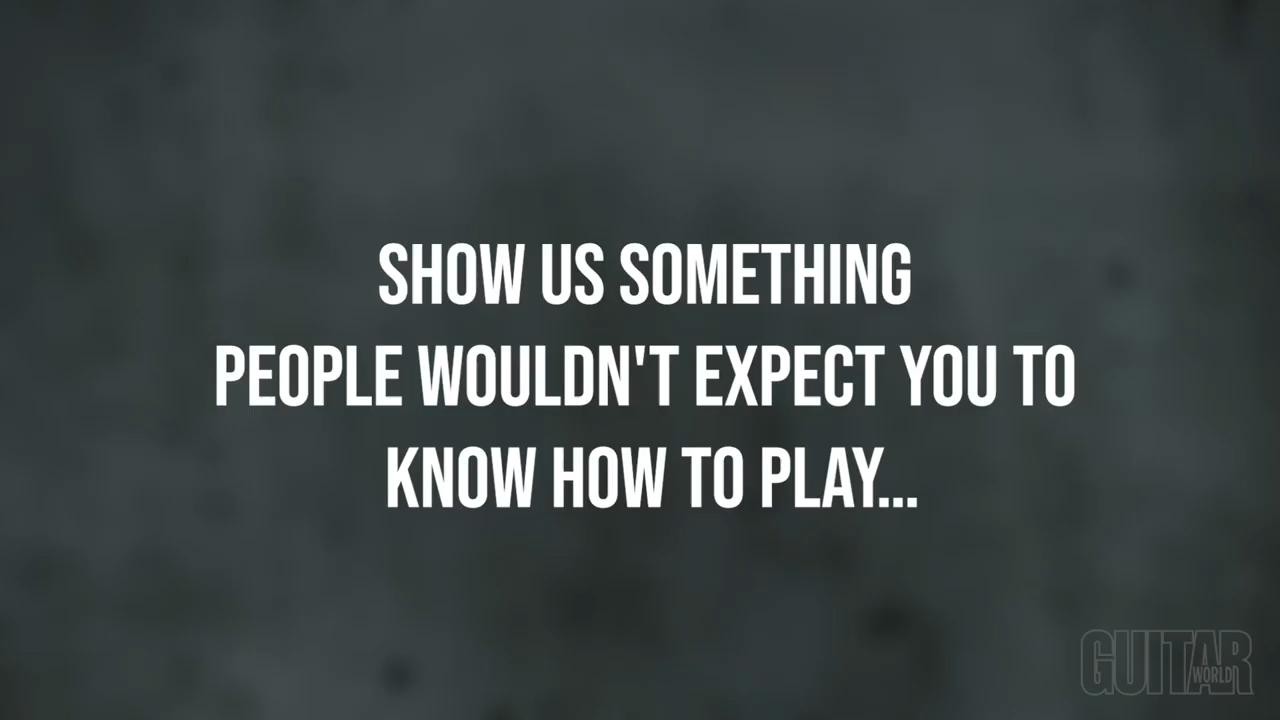 SHOW US SOMETHING
PEOPLE WOULDN'T EXPECT YOU TO
KNOW HOW TO PLAY...
GUITAR
WORLD